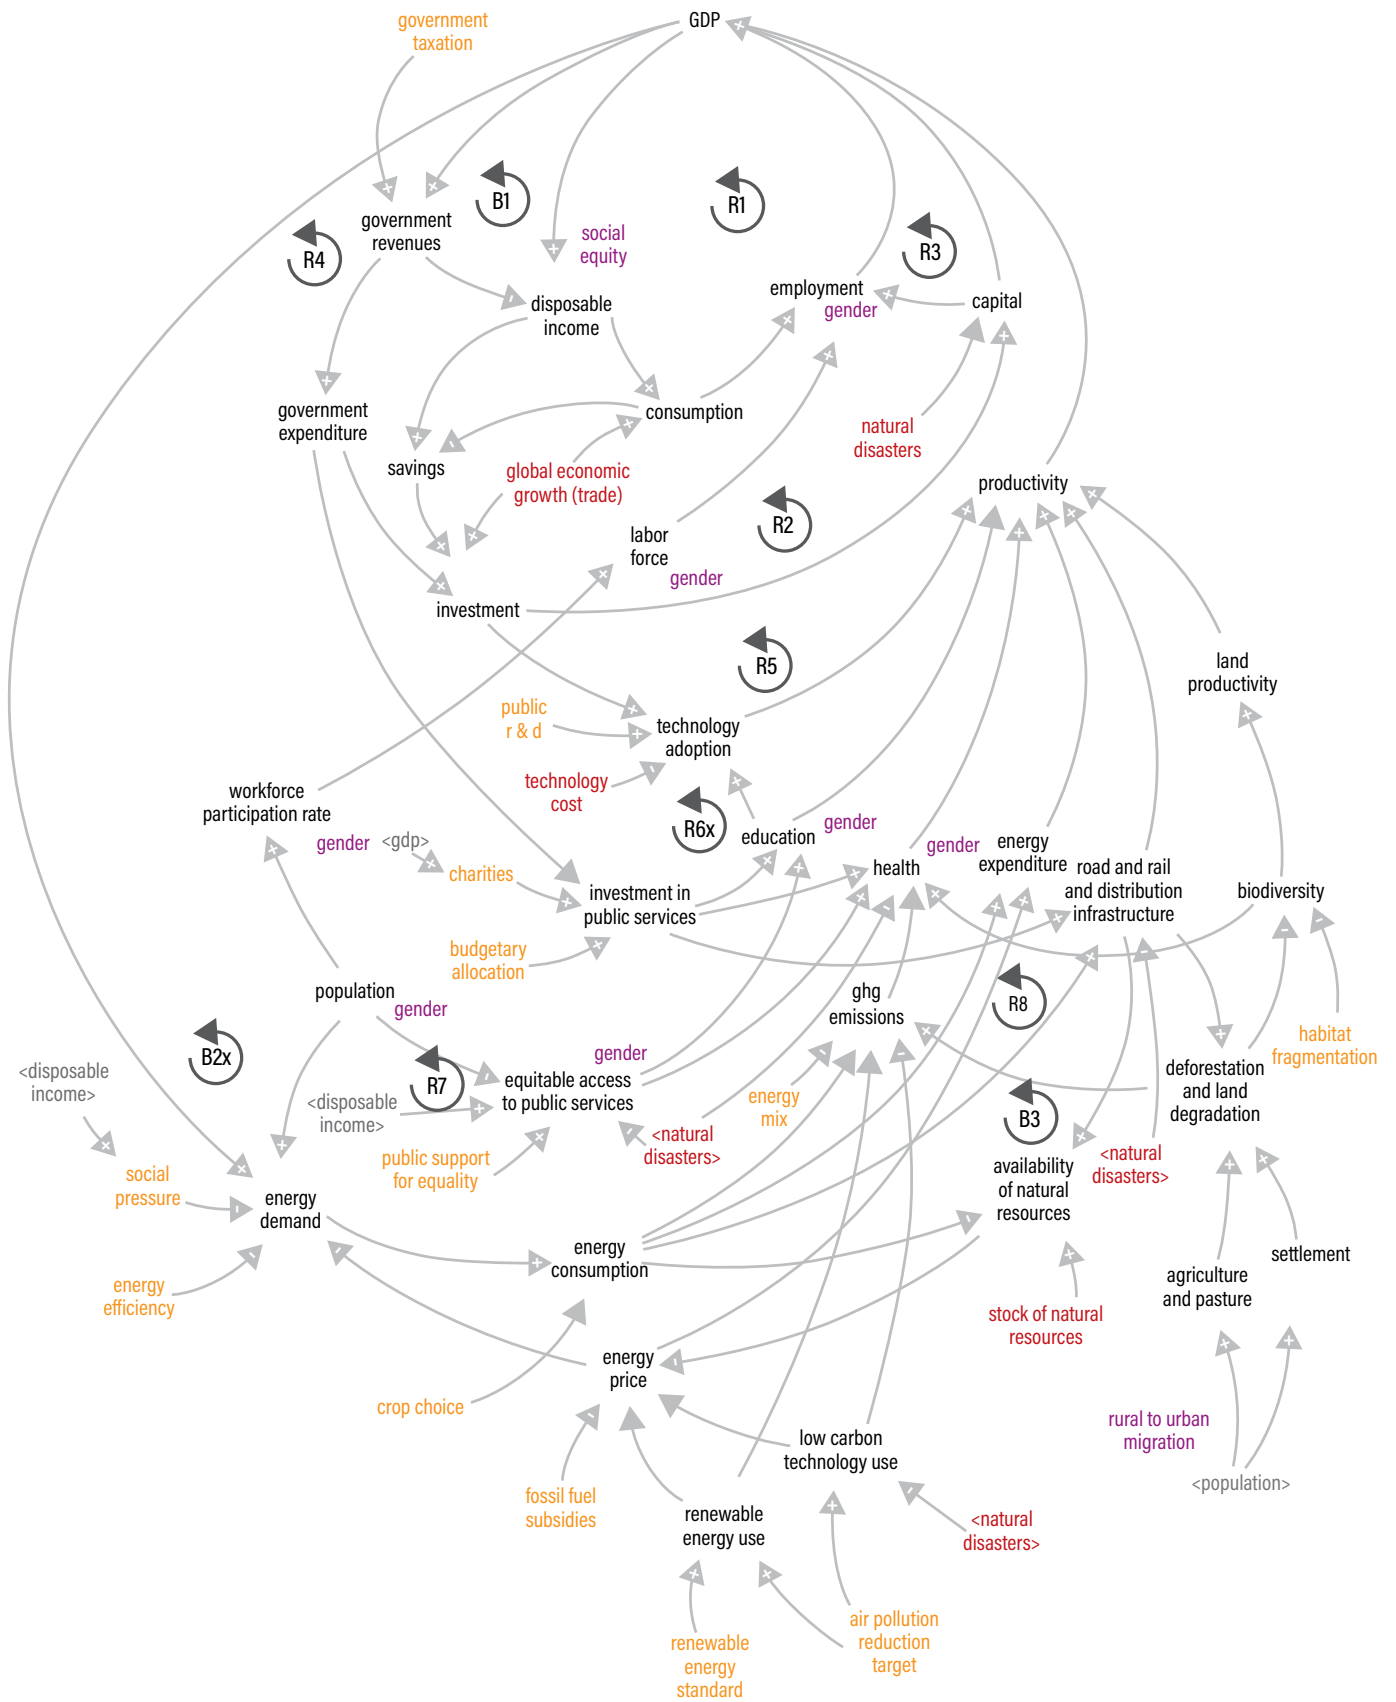 GDP
government
taxation
B1
R1
government
revenues
R4
social
equity
R3
employment
gender
capital
disposable
income
government
expenditure
consumption
natural
disasters
savings
global economic
growth (trade)
productivity
R2
labor
force
gender
investment
R5
land
productivity
public
r & d
technology
adoption
technology
cost
workforce
participation rate
gender
<gdp>
charities
R6x
education
gender
health
gender
energy
expenditure
road and rail
and distribution
infrastructure
biodiversity
investment in
public services
budgetary
allocation
population
gender
ghg
emissions
R8
habitat
fragmentation
B2x
<disposable
income>
R7
gender
equitable access
to public services
<disposable
income>
energy
mix
B3
deforestation
and land
degradation
<natural
disasters>
public support
for equality
availability
of natural
resources
<natural
disasters>
social
pressure
energy
demand
energy
consumption
settlement
agriculture
and pasture
energy
efficiency
stock of natural
resources
energy
price
crop choice
rural to urban
migration
low carbon
technology use
<population>
fossil fuel
subsidies
renewable
energy use
<natural
disasters>
air pollution
reduction
target
renewable
energy
standard